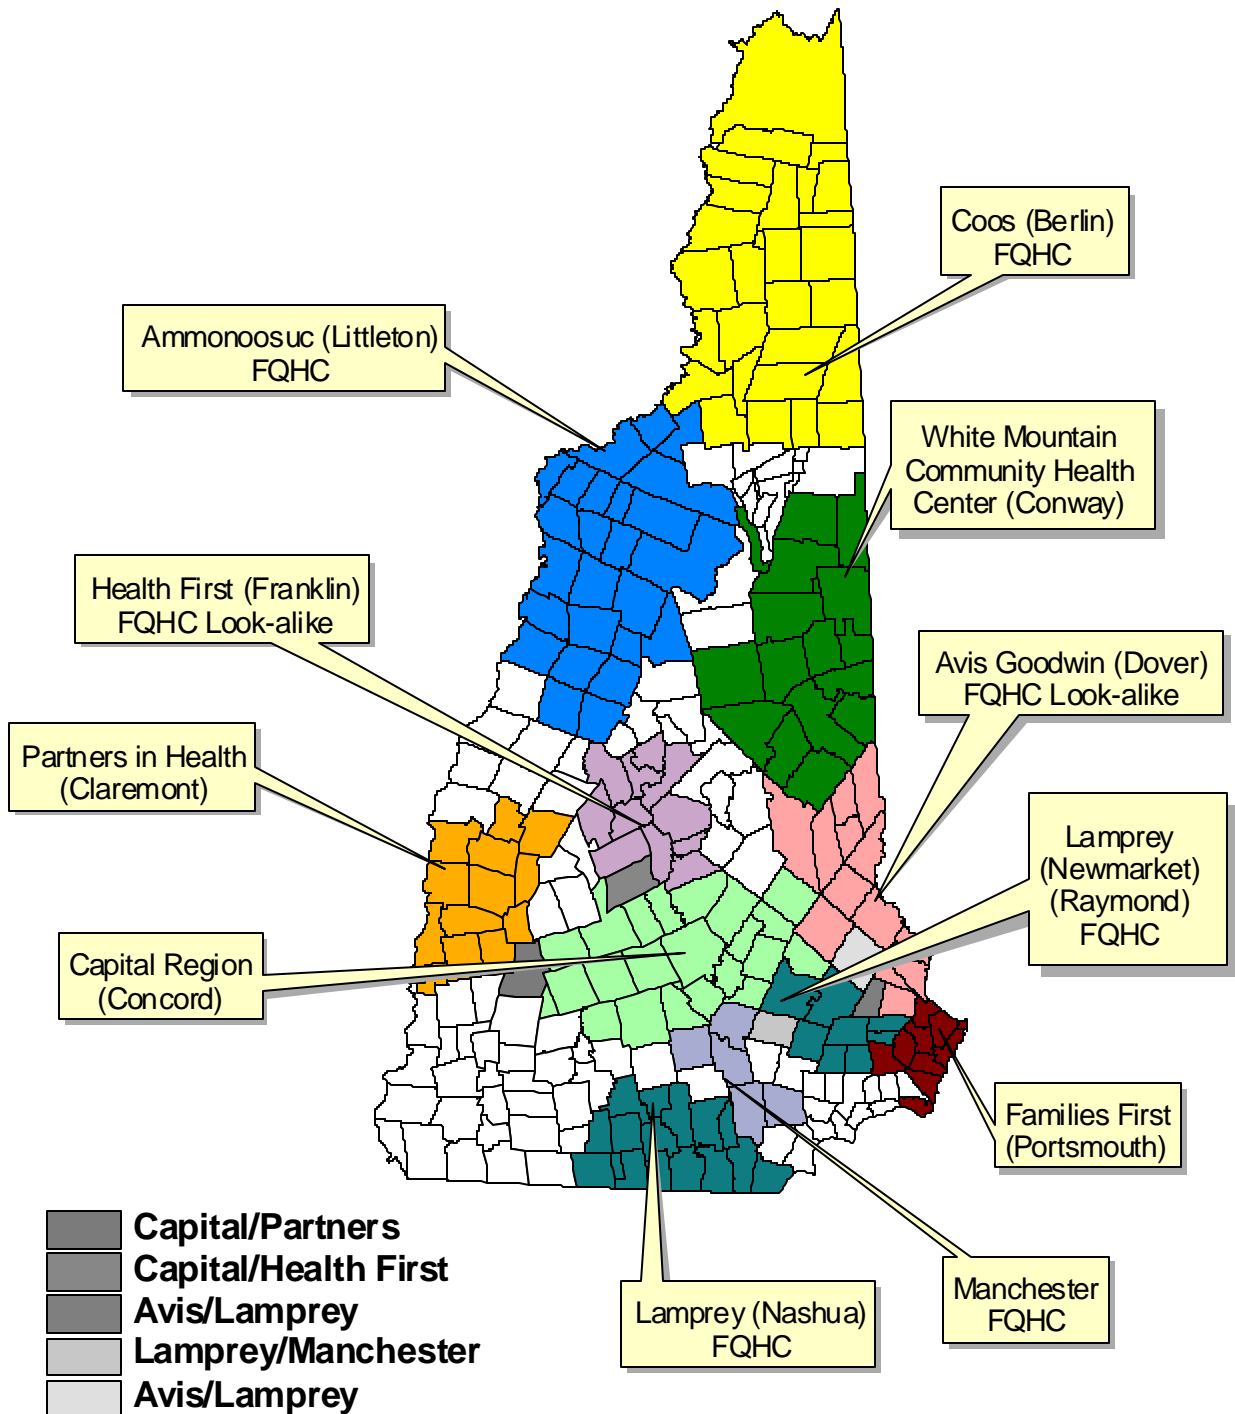 Coos (Berlin)
FQHC
Ammonoosuc (Littleton)
FQHC
White Mountain
Community Health
Center (Conway)
Health First (Franklin)
FQHC Look-alike
Avis Goodwin (Dover)
FQHC Look-alike
Partners in Health
(Claremont)
Lamprey
(Newmarket)
(Raymond)
FQHC
Capital Region
(Concord)
Families First
(Portsmouth)
Manchester
FQHC
Lamprey (Nashua)
FQHC
Capital/Partners
Capital/Health First
Avis/Lamprey
Lamprey/Manchester
Avis/Lamprey